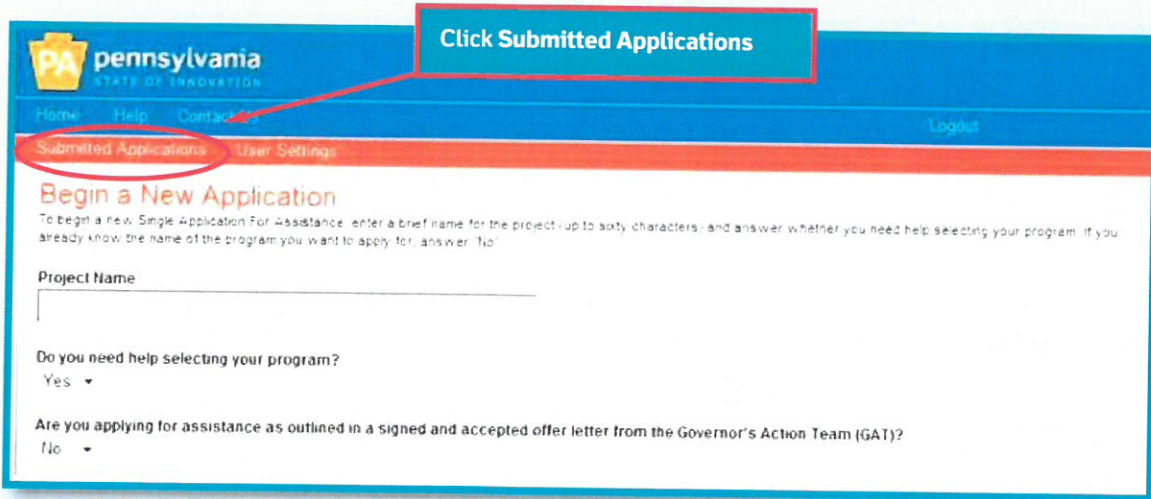 Click Submitted Applications
PA pennsylvania
STATE OF INNOVATION
Home Help Contact
Logout
Submitted Applications User Settings
Begin a New Application
To begin a new Single Application For Assistance, enter a brief name for the project (up to sixty characters) and answer whether you need help selecting your program. If you
already know the name of the program you want to apply for, answer "No"
Project Name
Do you need help selecting your program?
Yes
Are you applying for assistance as outlined in a signed and accepted offer letter from the Governor's Action Team (GAT)?
No